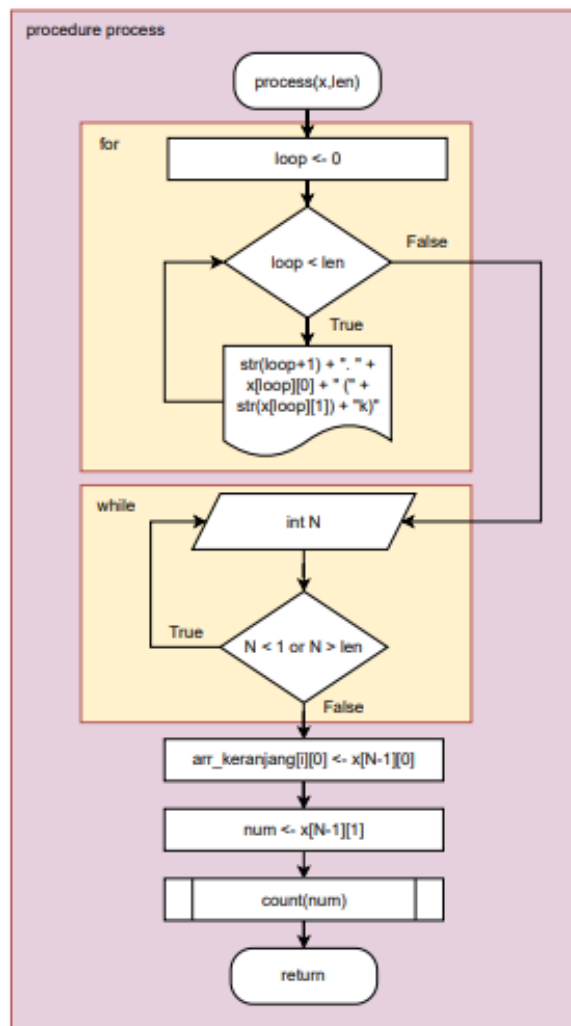 procedure process
process(x,len)
for
loop <- 0
False
loop < len
True
str(loop+1) + ". " +
x[loop][0] + " (" +
str(x[loop][1]) + "k)"
while
int N
True
N < 1 or N > len
False
arr_keranjang[i][0] <- x[N-1][0]
num <- x[N-1][1]
count(num)
return